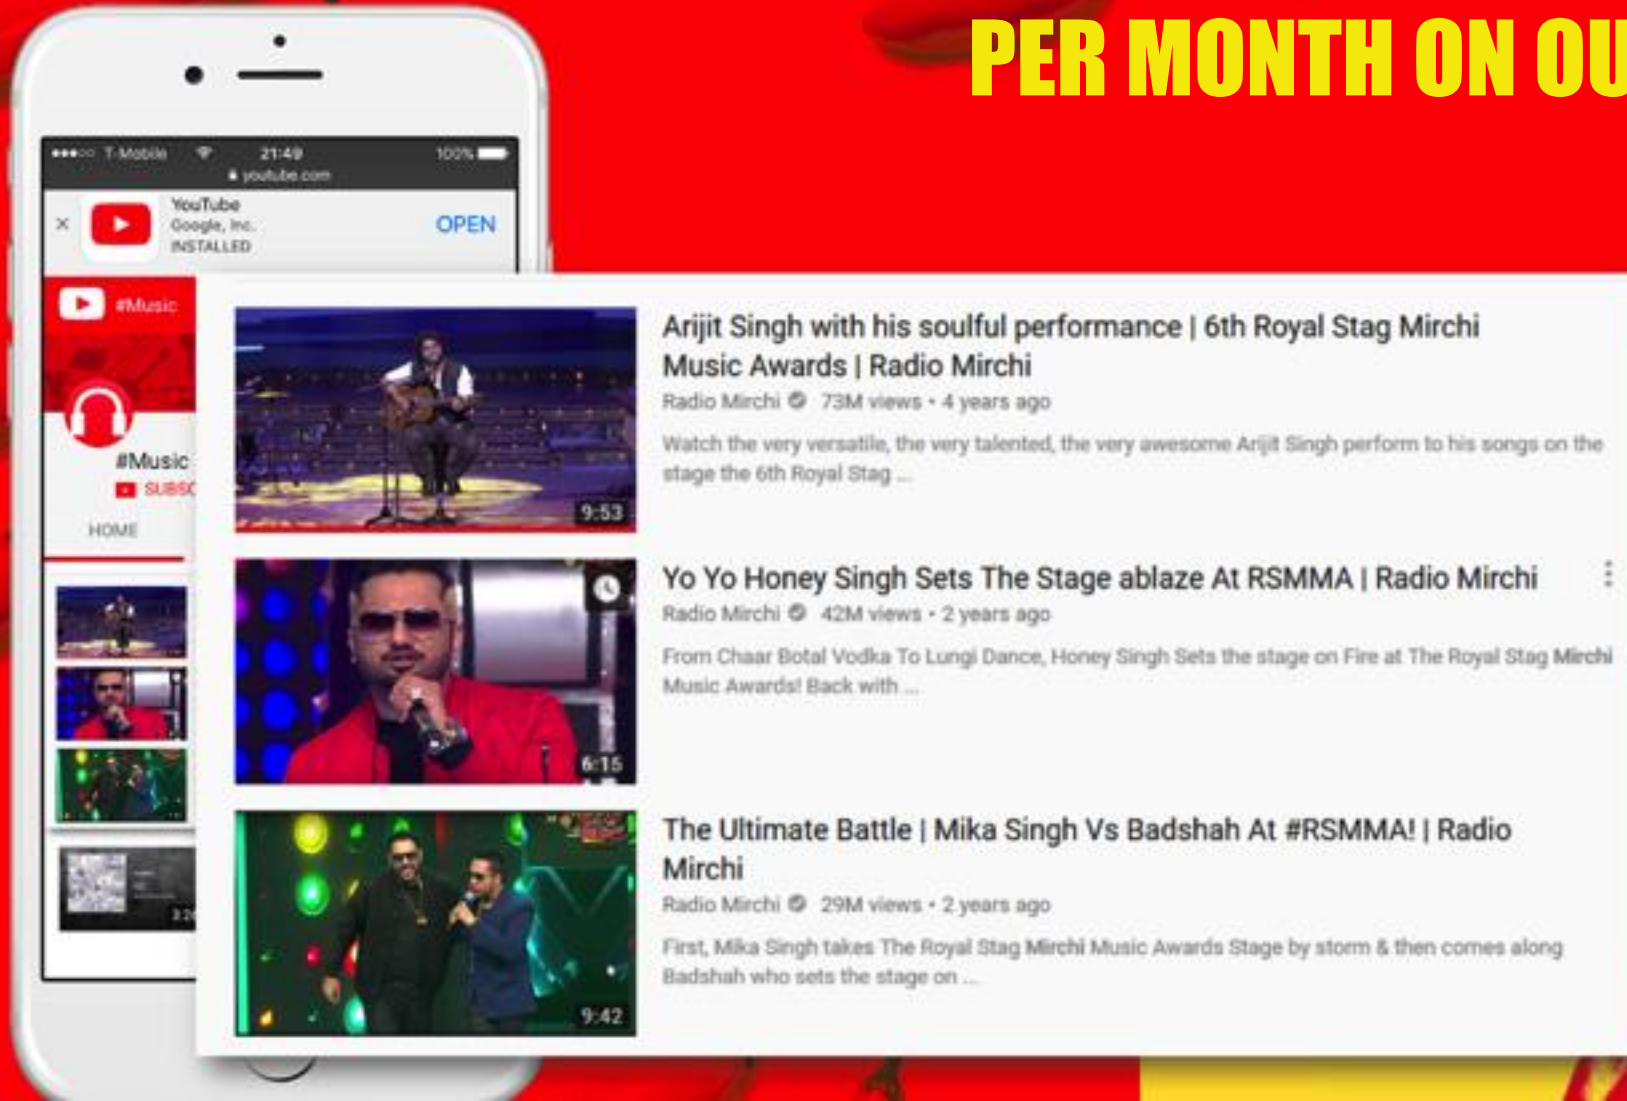 PER MONTH ON OU
T-Mobile 21:49 100%
youtube.com
YouTube
Google, Inc.
INSTALLED
OPEN
#Music
#Music
SUBSC
HOME
3:26
Arijit Singh with his soulful performance | 6th Royal Stag Mirchi
Music Awards | Radio Mirchi
Radio Mirchi 73M views • 4 years ago
Watch the very versatile, the very talented, the very awesome Arijit Singh perform to his songs on the
stage the 6th Royal Stag ...
9:53
Yo Yo Honey Singh Sets The Stage ablaze At RSMMA | Radio Mirchi
Radio Mirchi 42M views • 2 years ago
From Chaar Botal Vodka To Lungi Dance, Honey Singh Sets the stage on Fire at The Royal Stag Mirchi
Music Awards! Back with ...
6:15
The Ultimate Battle | Mika Singh Vs Badshah At #RSMMA! | Radio
Mirchi
Radio Mirchi 29M views • 2 years ago
First, Mika Singh takes The Royal Stag Mirchi Music Awards Stage by storm & then comes along
Badshah who sets the stage on ...
9:42